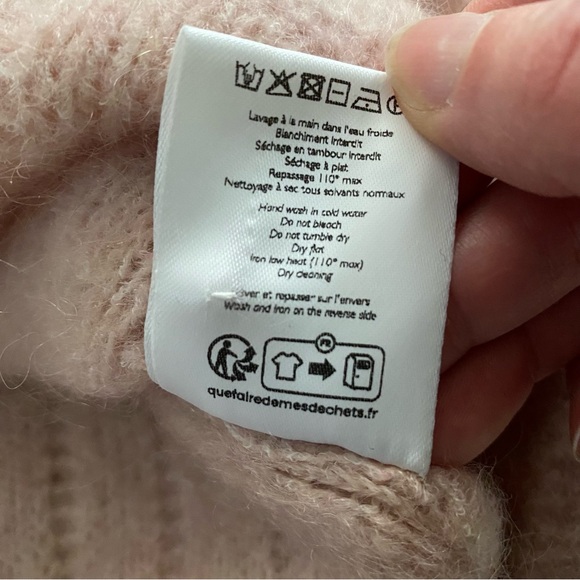 Lavage à la main dans l'eau froide
Blanchiment interdit
Séchage en tambour interdit
Séchage à plat
Repassage 110° max
Nettoyage à sec tous solvants normaux
Hand wash in cold water
Do not bleach
Do not tumble dry
Dry flat
Iron low heat (110° max)
Dry cleaning
et repasser sur l'envers
Wash and iron on the reverse side
FR
quefairedemesdechets.fr